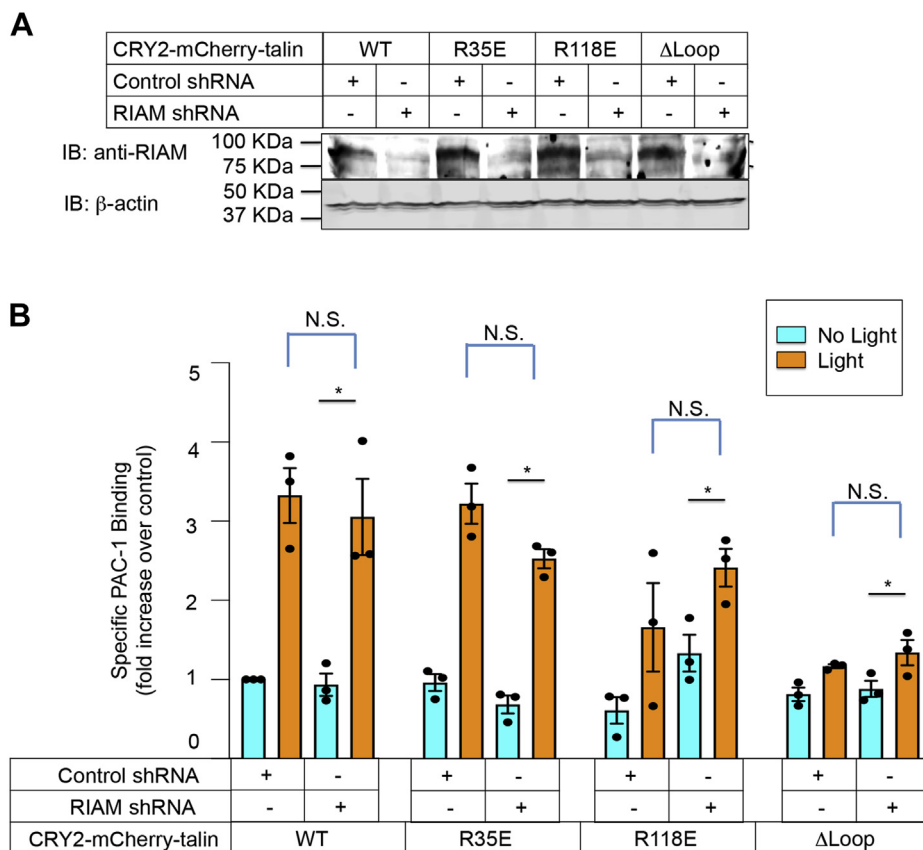 A
CRY2-mCherry-talin WT R35E R118E ΔLoop
Control shRNA + - + - + - + -
RIAM shRNA - + - + - + - +
IB: anti-RIAM
100 KDa
75 KDa
IB: β-actin
50 KDa
37 KDa
B
No Light
Light
N.S.
N.S.
N.S.
N.S.
*
*
*
*
Specific PAC-1 Binding
(fold increase over control)
5
4
3
2
1
0
Control shRNA + - + - + - + -
RIAM shRNA - + - + - + - +
CRY2-mCherry-talin WT R35E R118E ΔLoop